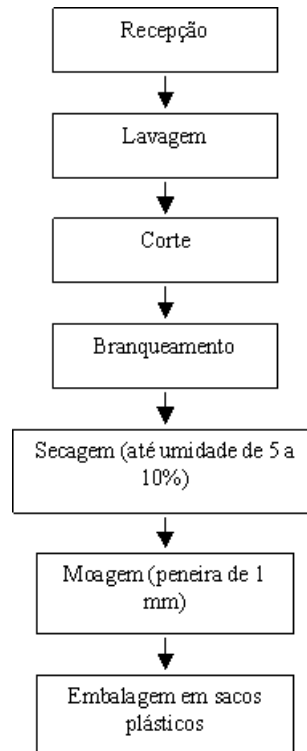 Recepção
Lavagem
Corte
Branqueamento
Secagem (até umidade de 5 a
10%)
Moagem (peneira de 1
mm)
Embalagem em sacos
plásticos